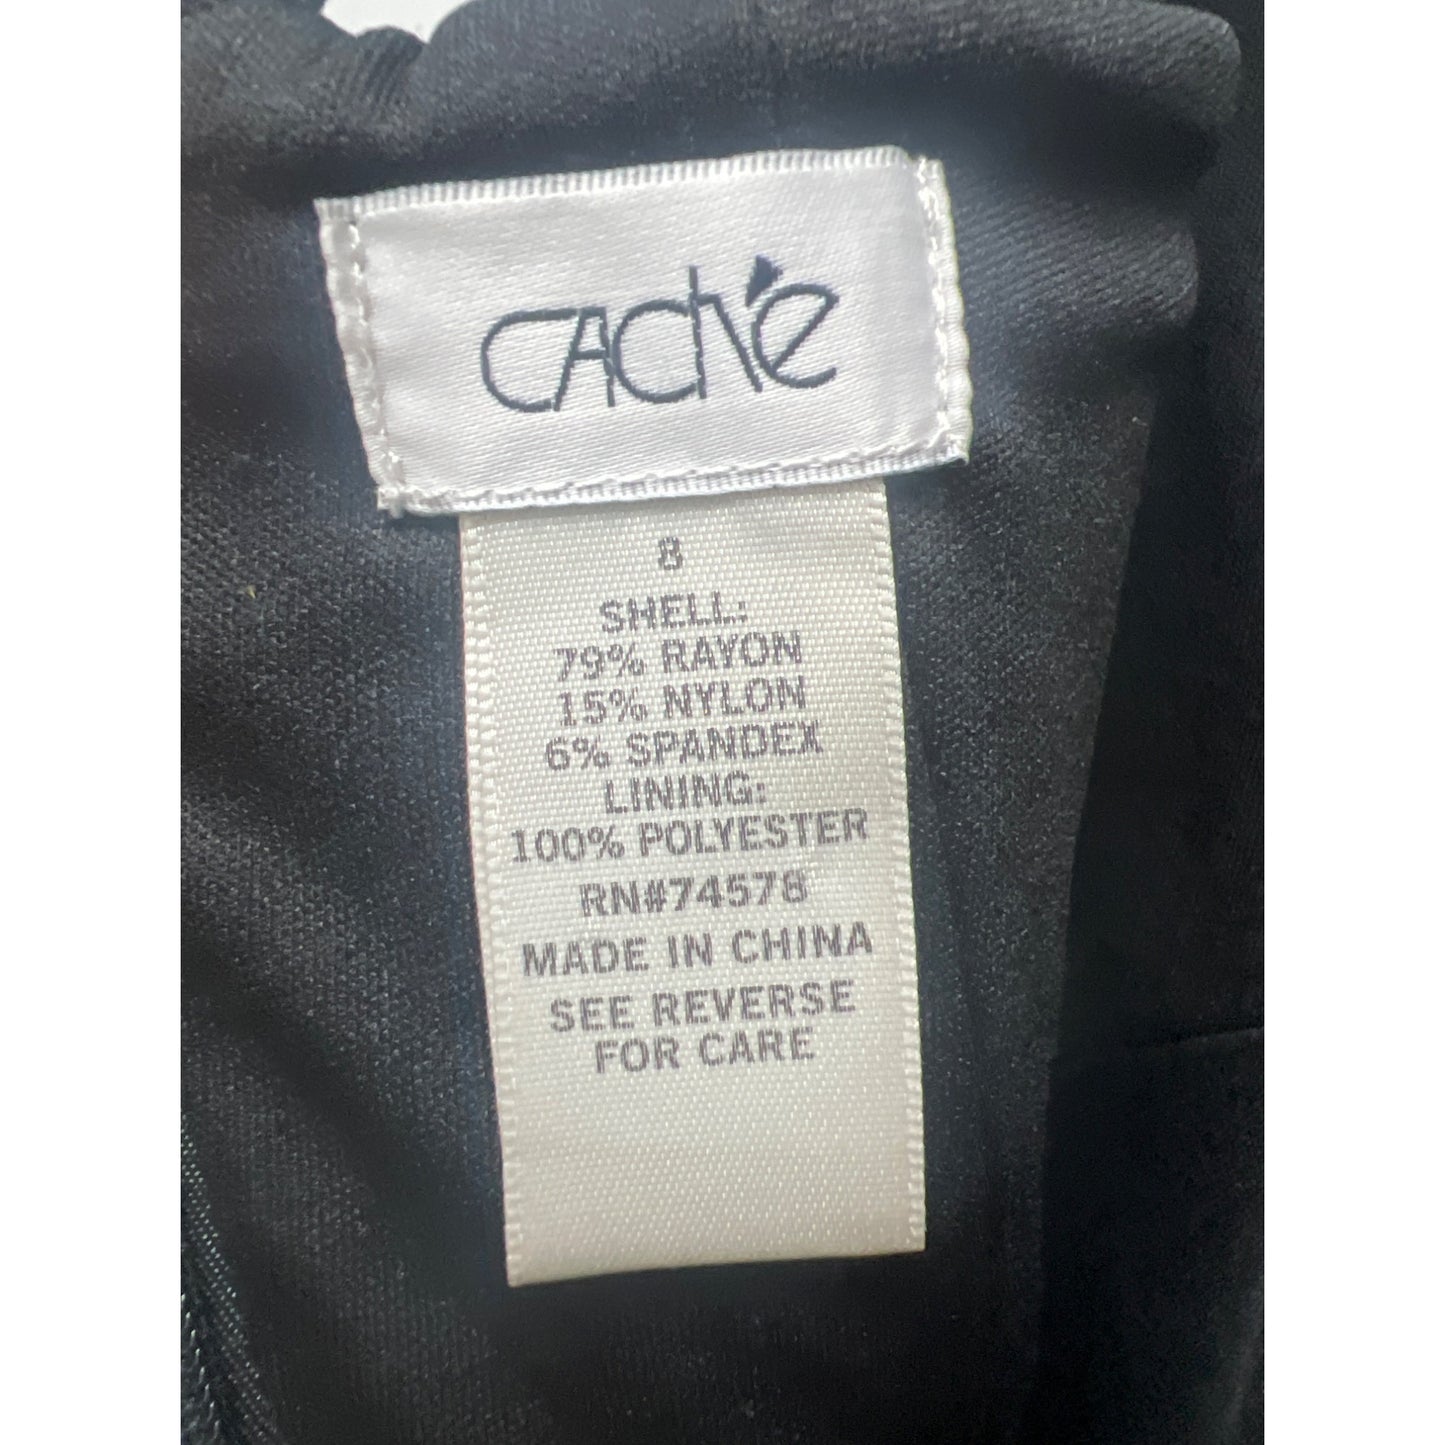 CAChé
8
SHELL:
79% RAYON
15% NYLON
6% SPANDEX
LINING:
100% POLYESTER
RN#74578
MADE IN CHINA
SEE REVERSE
FOR CARE